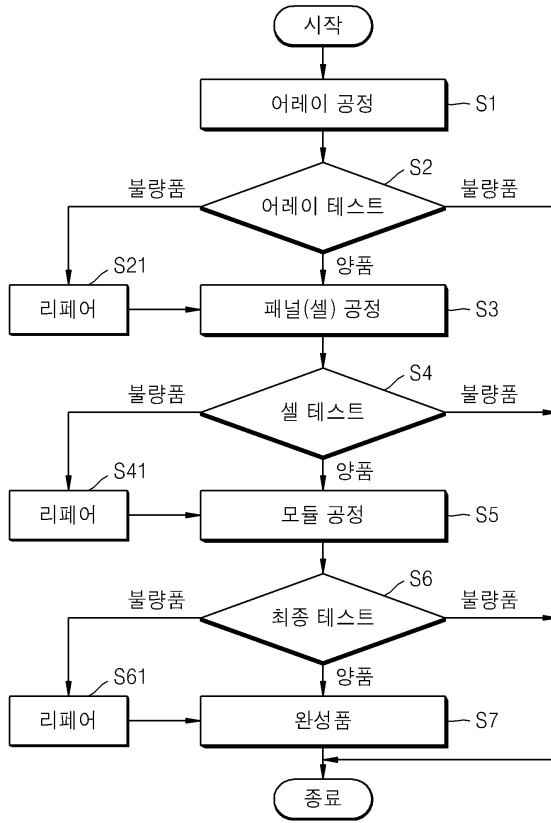 시작
어레이 공정
S1
S2
불량품
어레이 테스트
불량품
S21
양품
리페어
패널(셀) 공정
S3
S4
불량품
셀 테스트
불량품
S41
양품
리페어
모듈 공정
S5
S6
불량품
최종 테스트
불량품
S61
양품
리페어
완성품
S7
종료